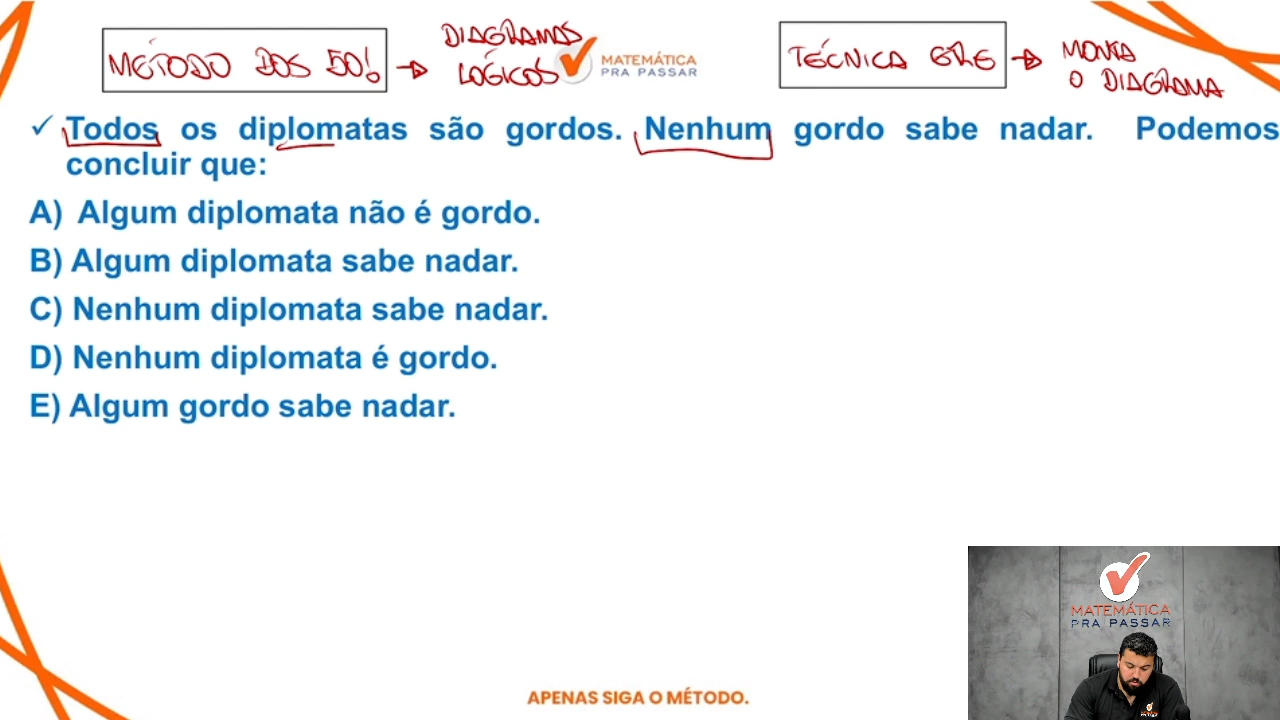 MÉTODO DOS 50! →
DIAGRAMAS
LÓGICOS
MATEMÁTICA
PRA PASSAR
TÉCNICA →
MONTA
O DIAGRAMA
✓ Todos os diplomatas são gordos. Nenhum gordo sabe nadar. Podemos
concluir que:
A) Algum diplomata não é gordo.
B) Algum diplomata sabe nadar.
C) Nenhum diplomata sabe nadar.
D) Nenhum diplomata é gordo.
E) Algum gordo sabe nadar.
MATEMÁTICA
PRA PASSAR
APENAS SIGA O MÉTODO.